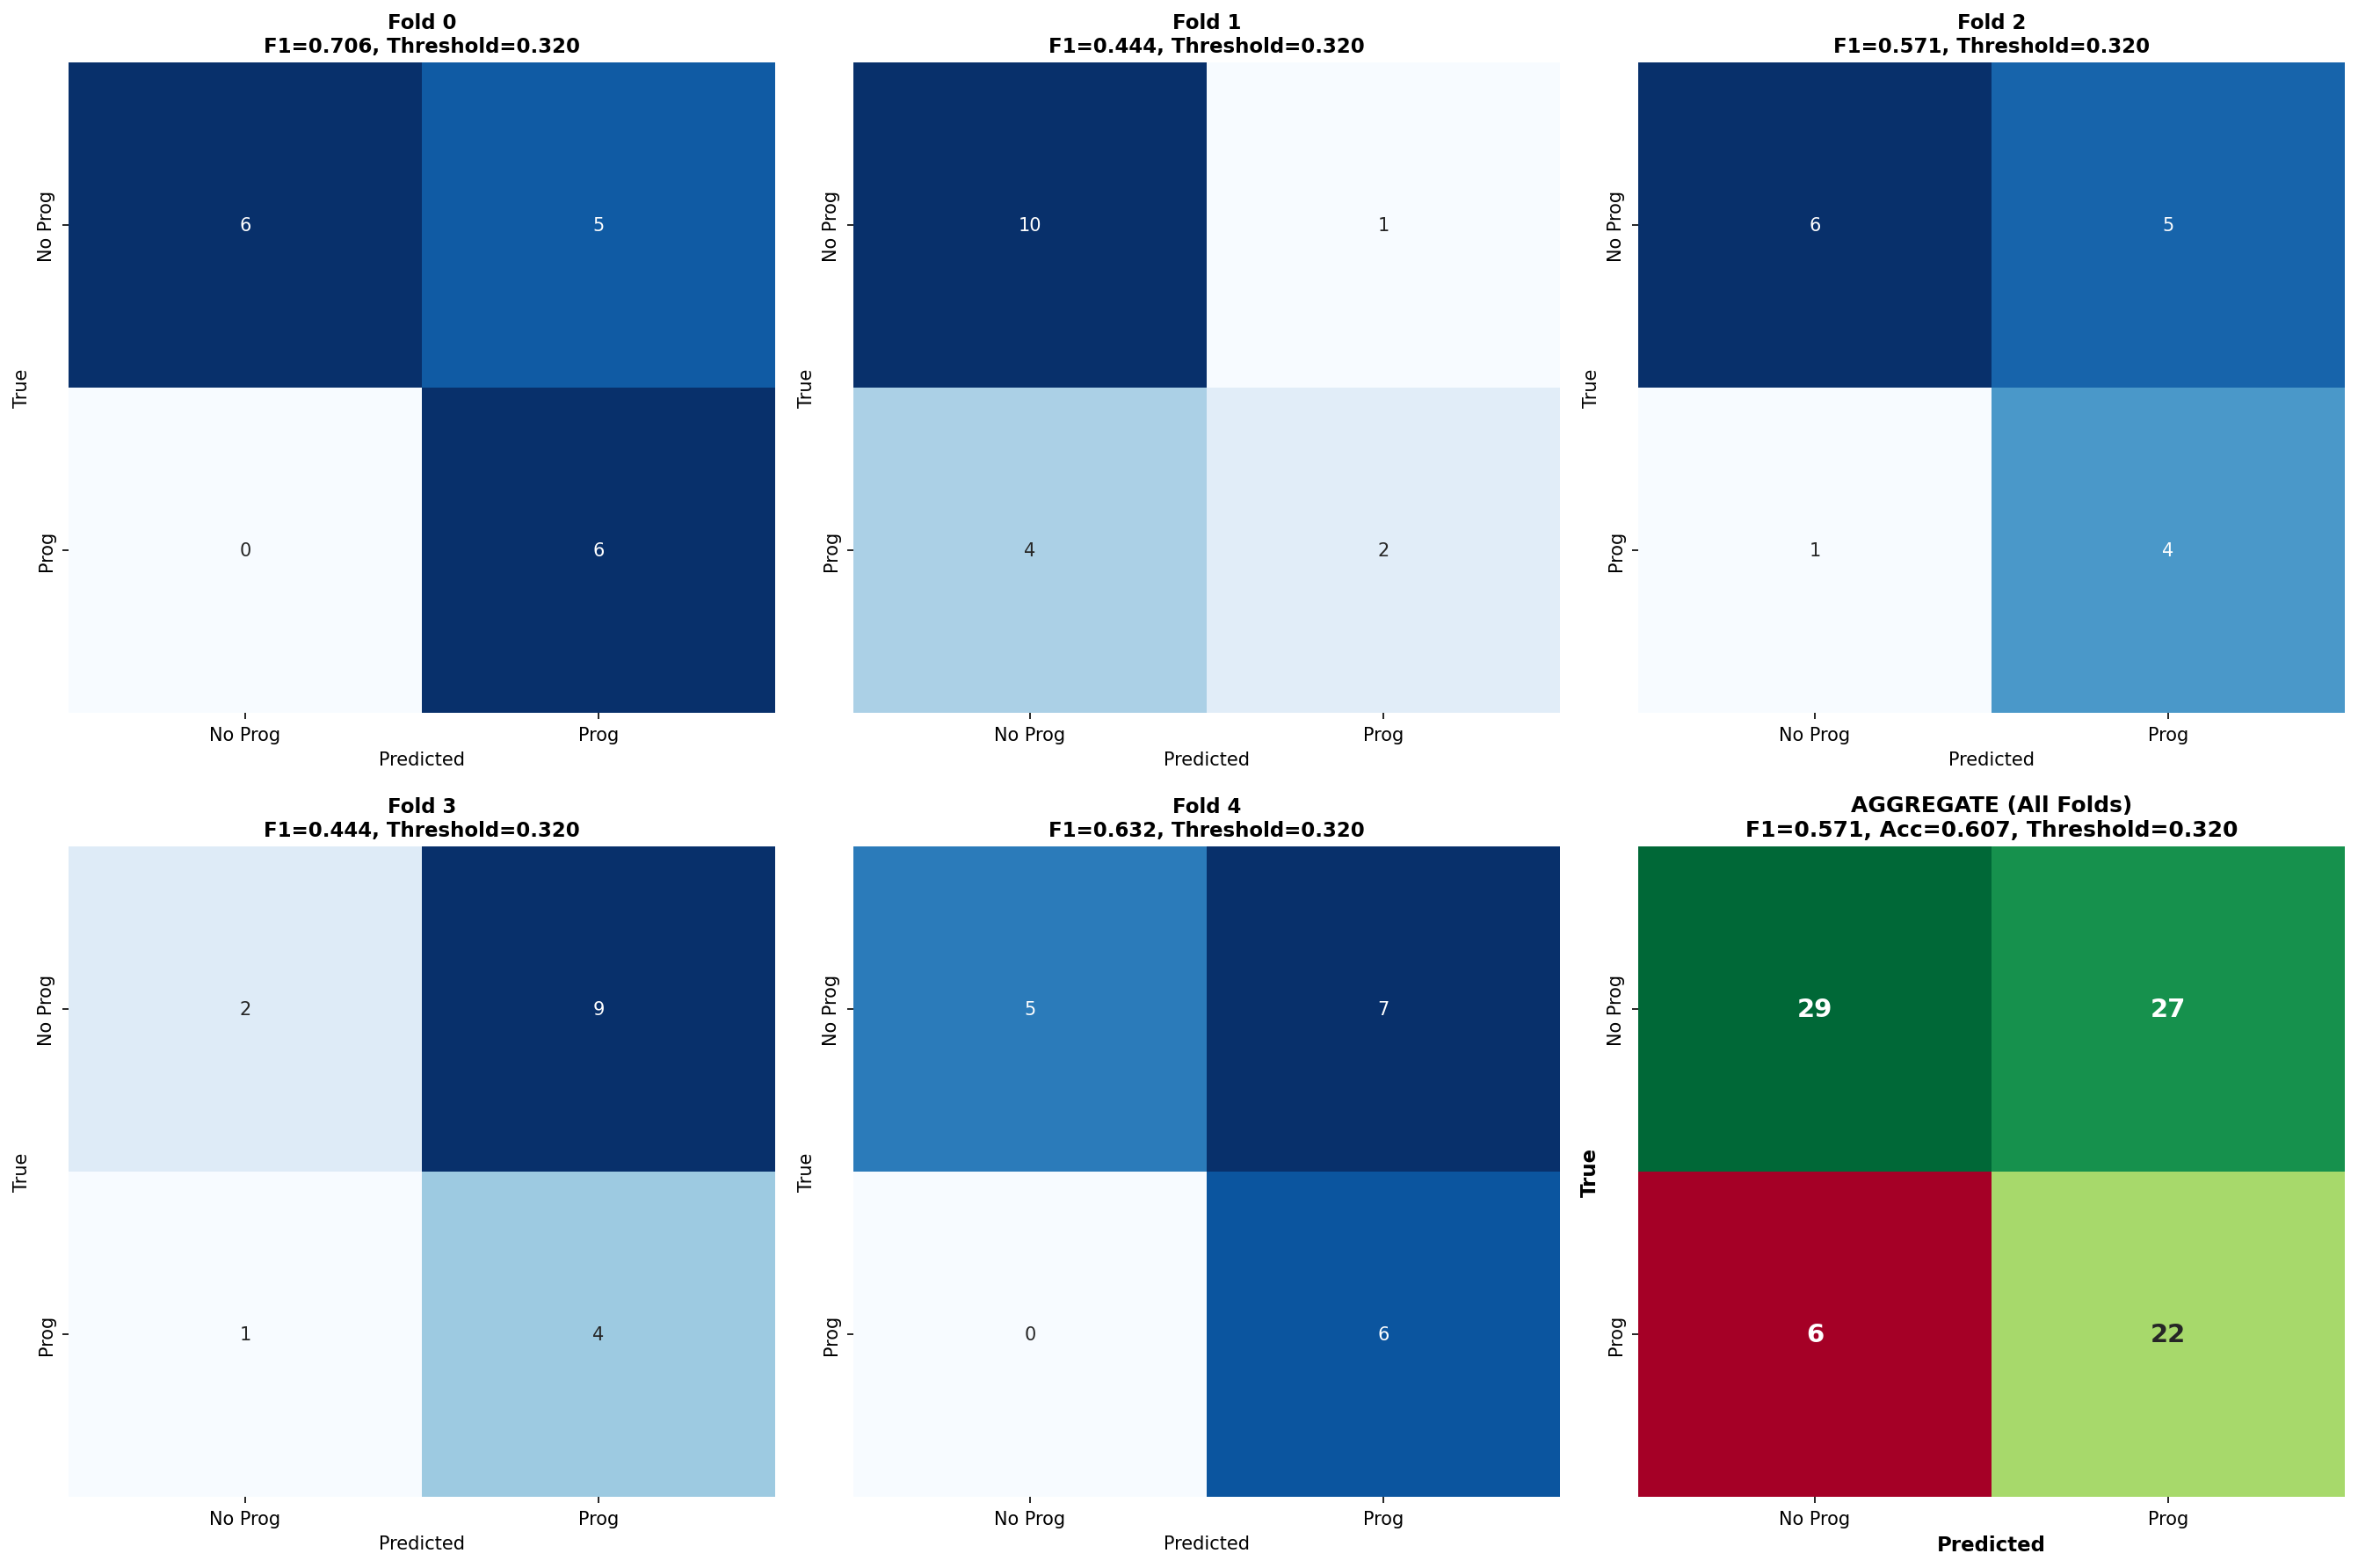 Fold 0
F1=0.706, Threshold=0.320
No Prog
6
5
True
Prog
0
6
No Prog
Prog
Predicted
Fold 1
F1=0.444, Threshold=0.320
No Prog
10
1
True
Prog
4
2
No Prog
Prog
Predicted
Fold 2
F1=0.571, Threshold=0.320
No Prog
6
5
True
Prog
1
4
No Prog
Prog
Predicted
Fold 3
F1=0.444, Threshold=0.320
No Prog
2
9
True
Prog
1
4
No Prog
Prog
Predicted
Fold 4
F1=0.632, Threshold=0.320
No Prog
5
7
True
Prog
0
6
No Prog
Prog
Predicted
AGGREGATE (All Folds)
F1=0.571, Acc=0.607, Threshold=0.320
No Prog
29
27
True
Prog
6
22
No Prog
Prog
Predicted